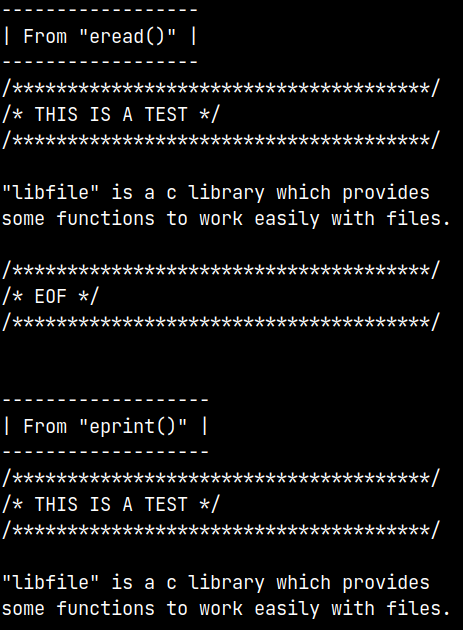 ------------------
| From "eread()" |
------------------
/**************************************/
/* THIS IS A TEST */
/**************************************/
"libfile" is a c library which provides
some functions to work easily with files.
/**************************************/
/* EOF */
/**************************************/
-------------------
| From "eprint()" |
-------------------
/**************************************/
/* THIS IS A TEST */
/**************************************/
"libfile" is a c library which provides
some functions to work easily with files.